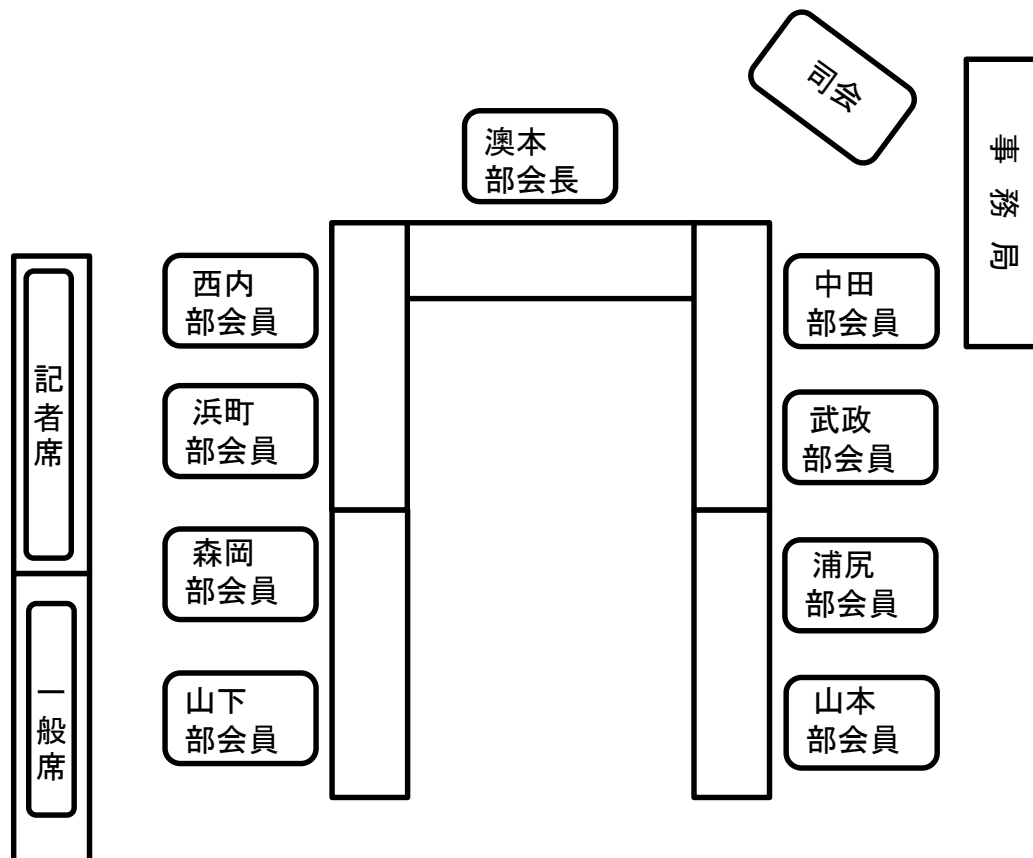 司会
事務局
澳本
部会長
西内
部会員
中田
部会員
浜町
部会員
武政
部会員
森岡
部会員
浦尻
部会員
山下
部会員
山本
部会員
記者席
一般席